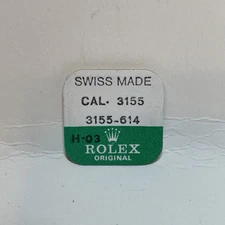 SWISS MADE
CAL. 3155
3155-614
H-03
ROLEX
ORIGINAL